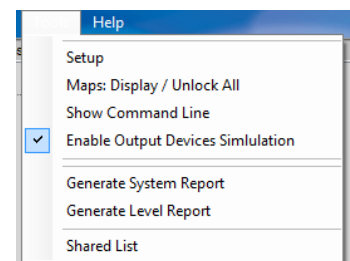 Help
Setup
Maps: Display / Unlock All
Show Command Line
Enable Output Devices Simlulation
Generate System Report
Generate Level Report
Shared List